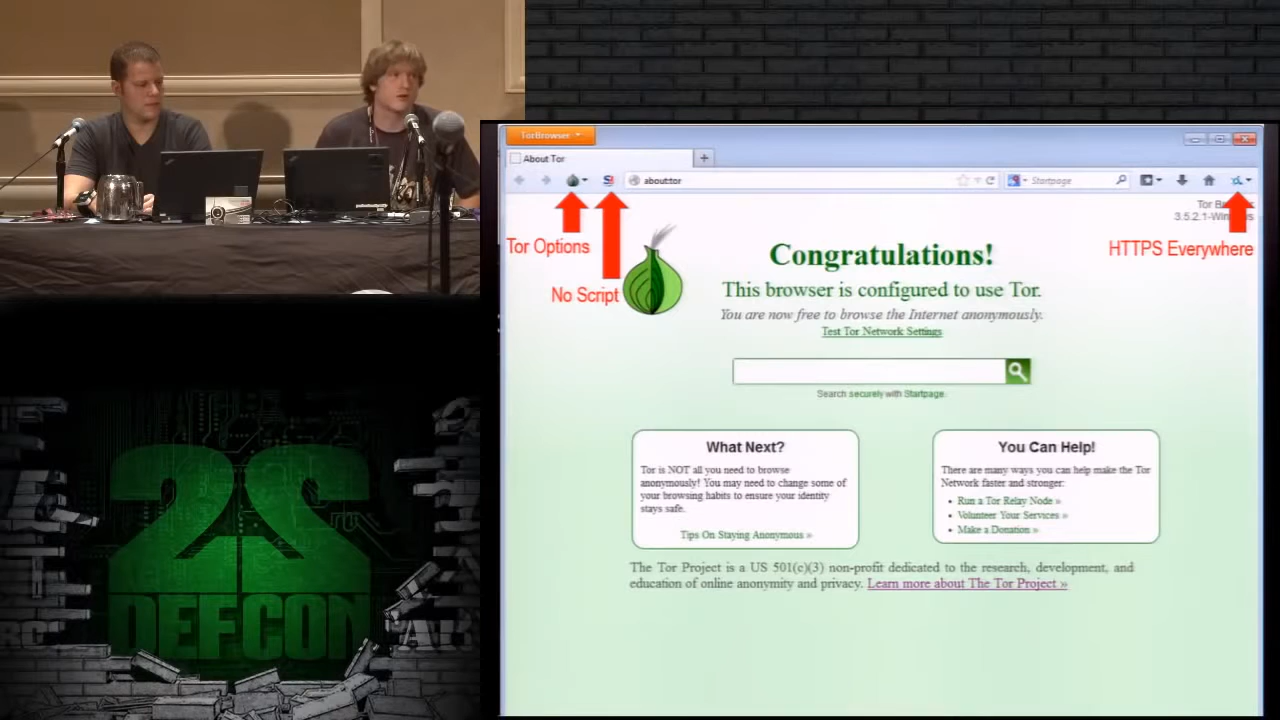 TorBrowser
About Tor
about:tor
Startpage
Tor Options
No Script
HTTPS Everywhere
Congratulations!
This browser is configured to use Tor.
You are now free to browse the Internet anonymously.
Test Tor Network Settings
Search securely with Startpage.
What Next?
Tor is NOT all you need to browse
anonymously! You may need to change some of
your browsing habits to ensure your identity
stays safe.
Tips On Staying Anonymous »
You Can Help!
There are many ways you can help make the Tor
Network faster and stronger:
• Run a Tor Relay Node »
• Volunteer Your Services »
• Make a Donation »
The Tor Project is a US 501(c)(3) non-profit dedicated to the research, development, and
education of online anonymity and privacy. Learn more about The Tor Project »
22
DEFCON